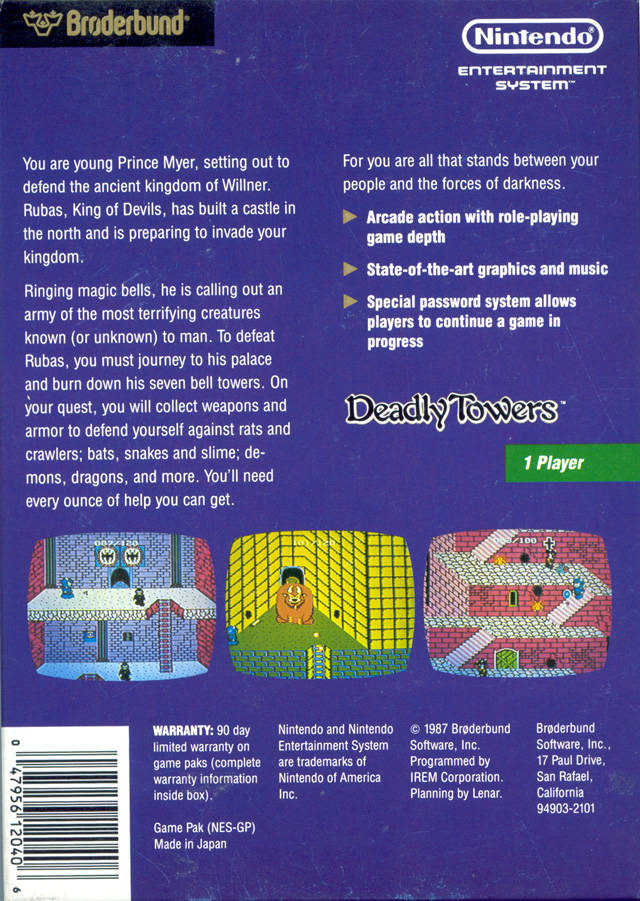 Brøderbund®
Nintendo®
ENTERTAINMENT
SYSTEM™
You are young Prince Myer, setting out to
defend the ancient kingdom of Willner.
Rubas, King of Devils, has built a castle in
the north and is preparing to invade your
kingdom.
Ringing magic bells, he is calling out an
army of the most terrifying creatures
known (or unknown) to man. To defeat
Rubas, you must journey to his palace
and burn down his seven bell towers. On
your quest, you will collect weapons and
armor to defend yourself against rats and
crawlers; bats, snakes and slime; de-
mons, dragons, and more. You'll need
every ounce of help you can get.
For you are all that stands between your
people and the forces of darkness.
Arcade action with role-playing
game depth
State-of-the-art graphics and music
Special password system allows
players to continue a game in
progress
Deadly Towers™
1 Player
WARRANTY: 90 day
limited warranty on
game paks (complete
warranty information
inside box).
Game Pak (NES-GP)
Made in Japan
Nintendo and Nintendo
Entertainment System
are trademarks of
Nintendo of America
Inc.
© 1987 Brøderbund
Software, Inc.
Programmed by
IREM Corporation.
Planning by Lenar.
Brøderbund
Software, Inc.,
17 Paul Drive,
San Rafael,
California
94903-2101
0 47956 12040 6